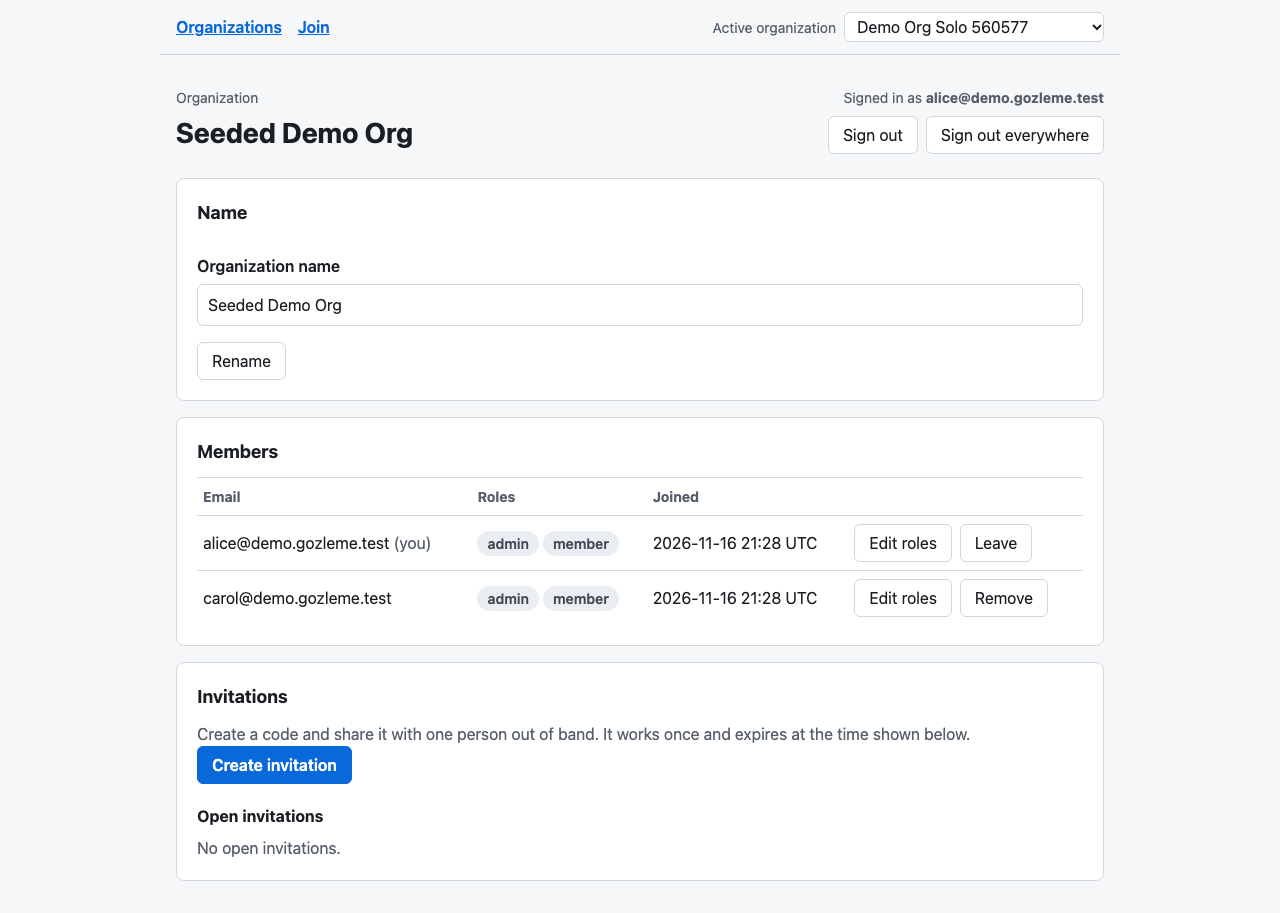 Organizations Join Active organization Demo Org Solo 560577
Organization Signed in as alice@demo.gozleme.test
Seeded Demo Org Sign out Sign out everywhere
Name
Organization name
Seeded Demo Org
Rename
Members
Email Roles Joined
alice@demo.gozleme.test (you) admin member 2026-11-16 21:28 UTC Edit roles Leave
carol@demo.gozleme.test admin member 2026-11-16 21:28 UTC Edit roles Remove
Invitations
Create a code and share it with one person out of band. It works once and expires at the time shown below.
Create invitation
Open invitations
No open invitations.